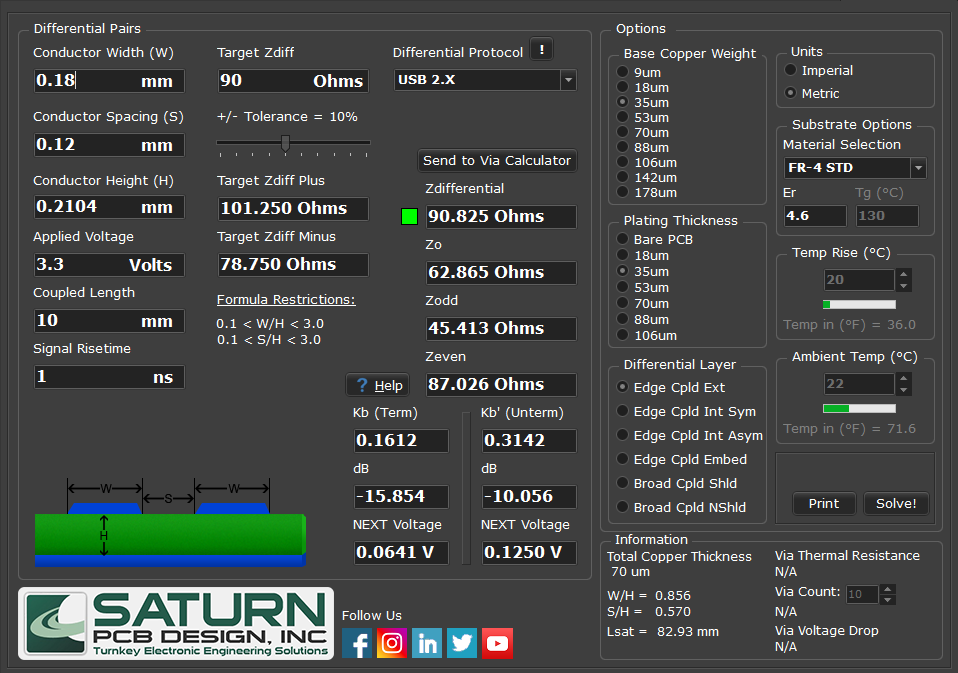 Differential Pairs
Conductor Width (W)
0.18 mm
Conductor Spacing (S)
0.12 mm
Conductor Height (H)
0.2104 mm
Applied Voltage
3.3 Volts
Coupled Length
10 mm
Signal Risetime
1 ns
Target Zdiff
90 Ohms
+/- Tolerance = 10%
Target Zdiff Plus
101.250 Ohms
Target Zdiff Minus
78.750 Ohms
Formula Restrictions:
0.1 < W/H < 3.0
0.1 < S/H < 3.0
Differential Protocol !
USB 2.X
Send to Via Calculator
Zdifferential
90.825 Ohms
Zo
62.865 Ohms
Zodd
45.413 Ohms
Zeven
87.026 Ohms
? Help
Kb (Term)
0.1612
dB
-15.854
NEXT Voltage
0.0641 V
Kb' (Unterm)
0.3142
dB
-10.056
NEXT Voltage
0.1250 V
W S W
H
SATURN
PCB DESIGN, INC
Turnkey Electronic Engineering Solutions
Follow Us
f in
Options
Base Copper Weight
9um
18um
35um
53um
70um
88um
106um
142um
178um
Plating Thickness
Bare PCB
18um
35um
53um
70um
88um
106um
Differential Layer
Edge Cpld Ext
Edge Cpld Int Sym
Edge Cpld Int Asym
Edge Cpld Embed
Broad Cpld Shld
Broad Cpld NShld
Units
Imperial
Metric
Substrate Options
Material Selection
FR-4 STD
Er Tg (°C)
4.6 130
Temp Rise (°C)
20
Temp in (°F) = 36.0
Ambient Temp (°C)
22
Temp in (°F) = 71.6
Print Solve!
Information
Total Copper Thickness
70 um
W/H = 0.856
S/H = 0.570
Lsat = 82.93 mm
Via Thermal Resistance
N/A
Via Count: 10
N/A
Via Voltage Drop
N/A